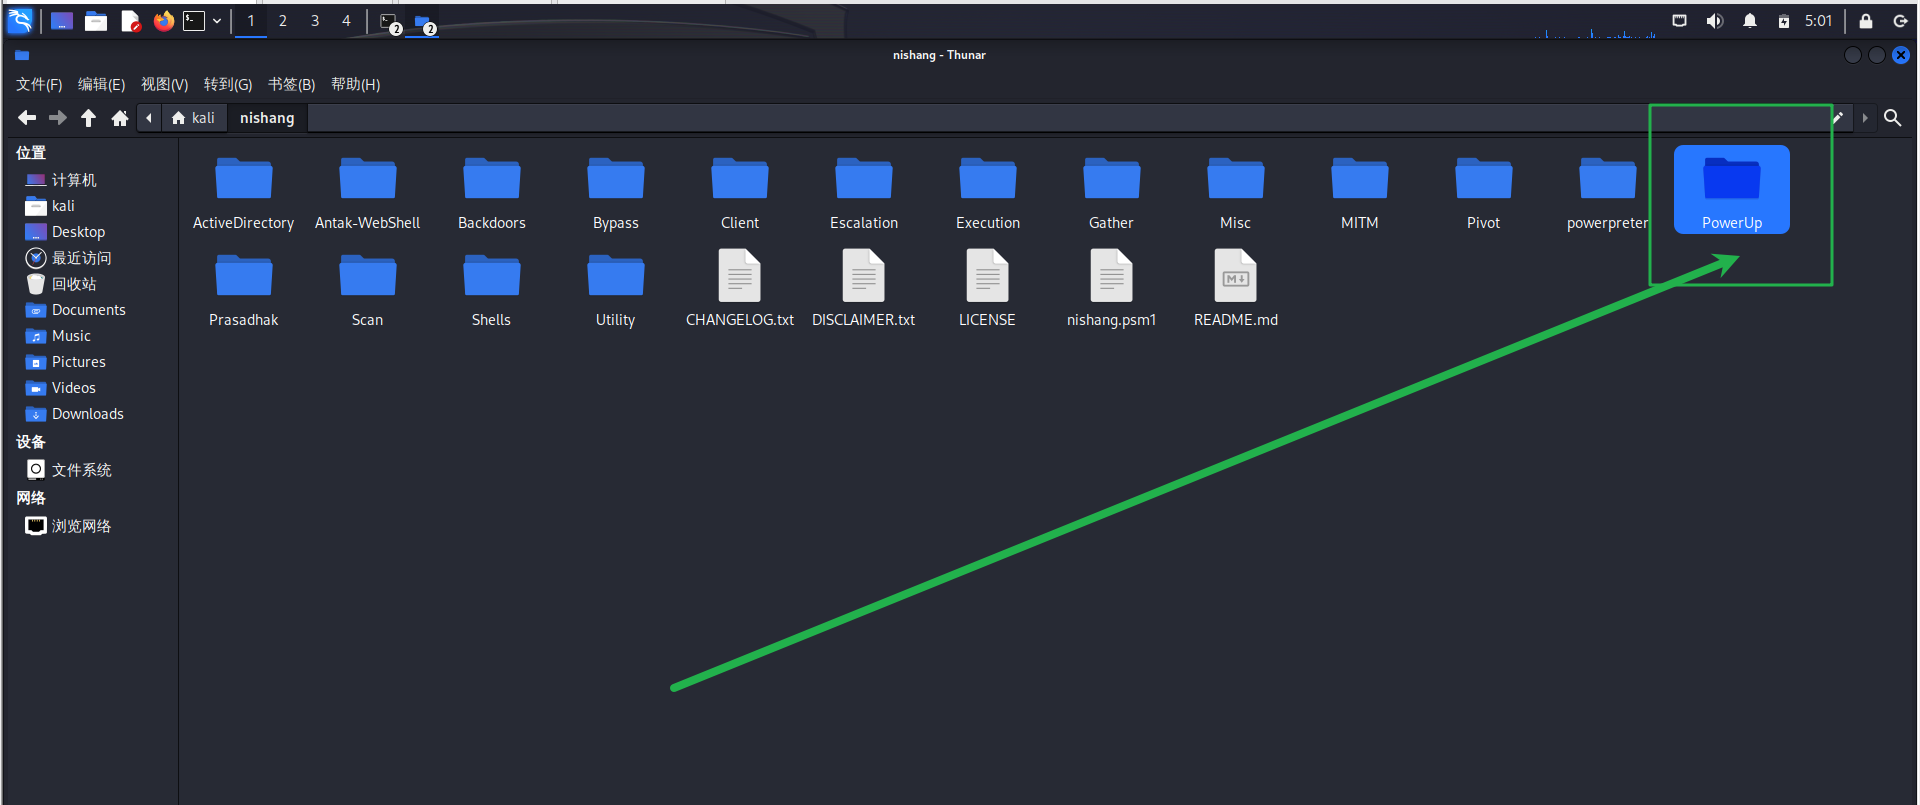 1 2 3 4 2 2 5:01
nishang - Thunar
文件(F) 编辑(E) 视图(V) 转到(G) 书签(B) 帮助(H)
kali nishang
位置
计算机
kali
Desktop
最近访问
回收站
Documents
Music
Pictures
Videos
Downloads
设备
文件系统
网络
浏览网络
ActiveDirectory Antak-WebShell Backdoors Bypass Client Escalation Execution Gather Misc MITM Pivot powerpreter PowerUp
Prasadhak Scan Shells Utility CHANGELOG.txt DISCLAIMER.txt LICENSE nishang.psm1 README.md